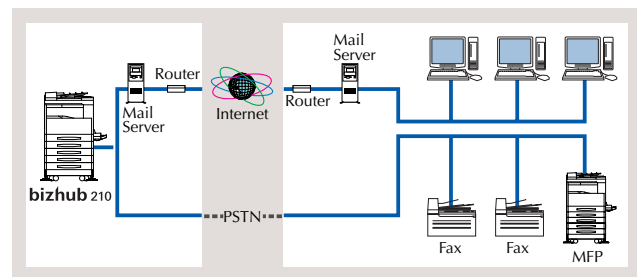 Router
Mail
Server
bizhub 210
Internet
Router
Mail
Server
PSTN
Fax
Fax
MFP